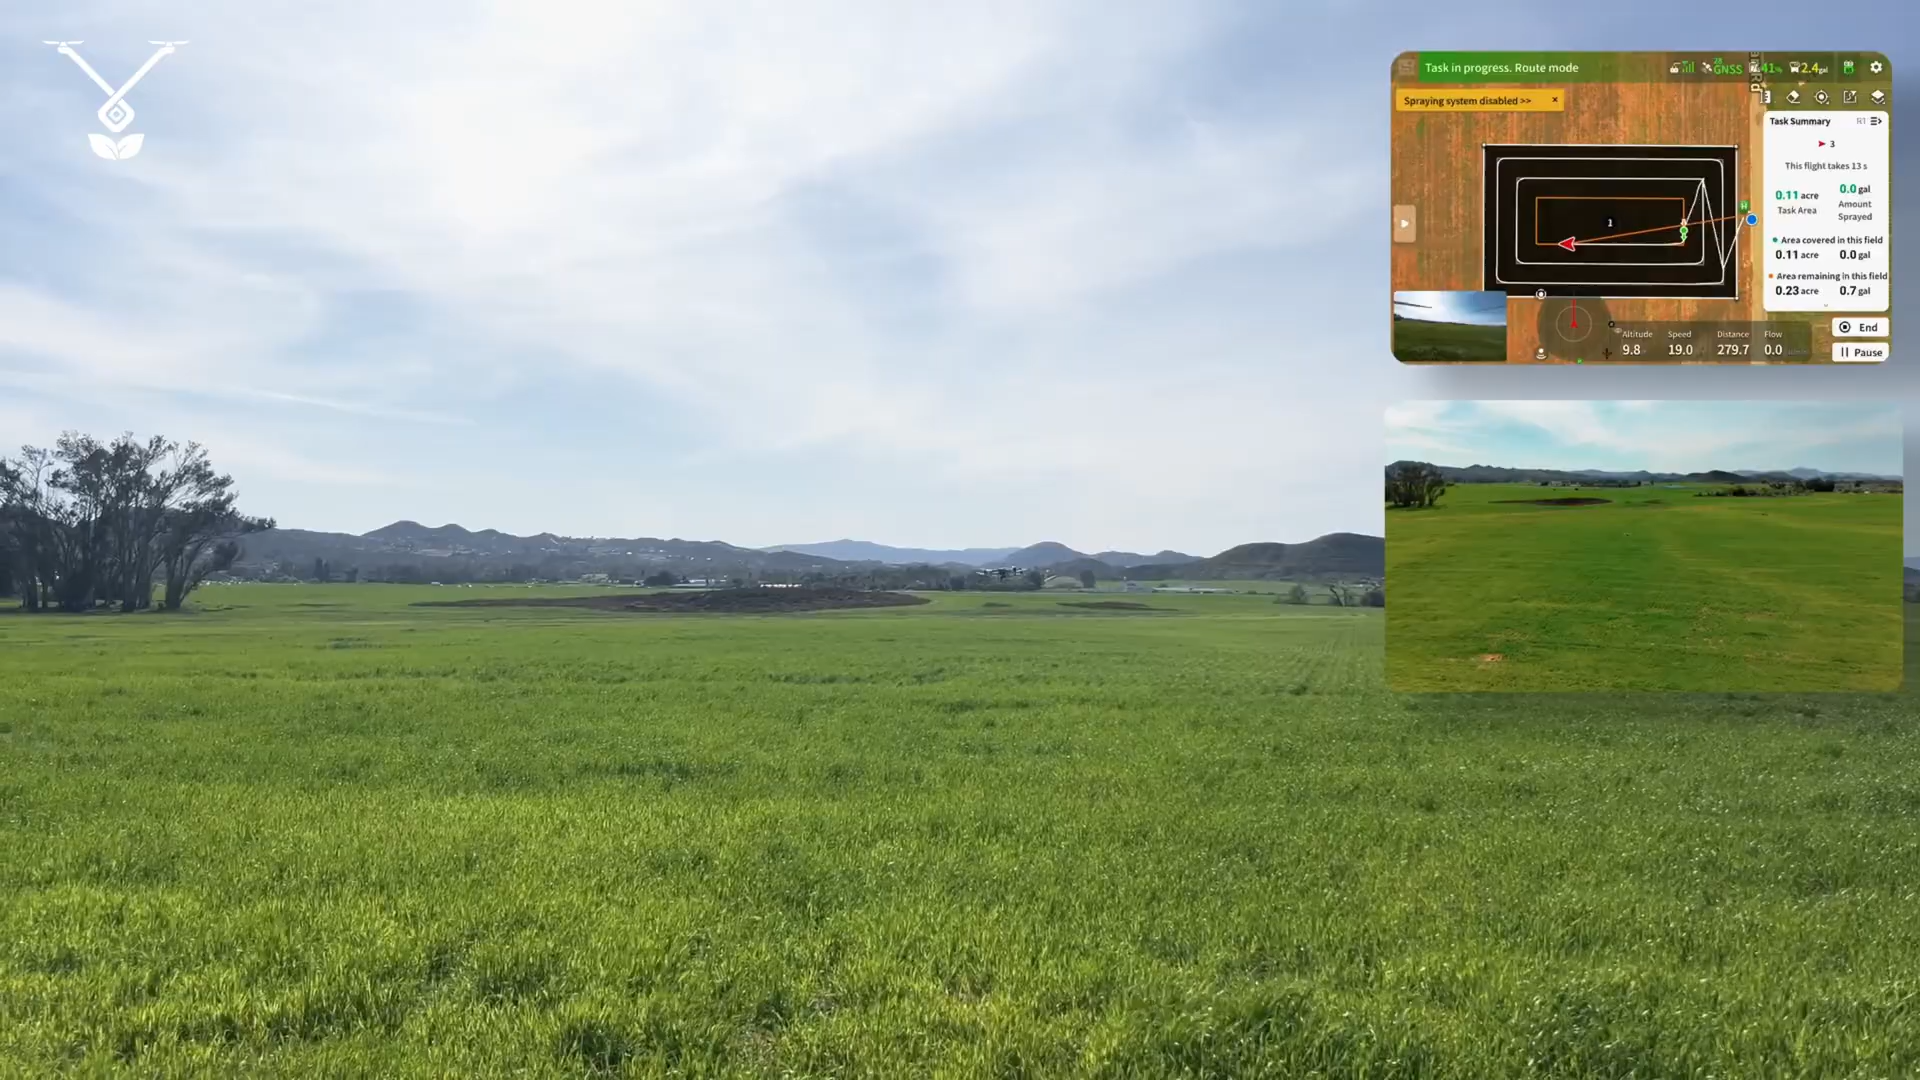 Task in progress. Route mode
28
GNSS
41%
2.4gal
Spraying system disabled >>
×
Task Summary
R1
3
This flight takes 13 s
0.11 acre
0.0 gal
Task Area
Amount
Sprayed
Area covered in this field
0.11 acre
0.0 gal
Area remaining in this field
0.23 acre
0.7 gal
1
H
Altitude
Speed
Distance
Flow
9.8
19.0
279.7
0.0
End
Pause